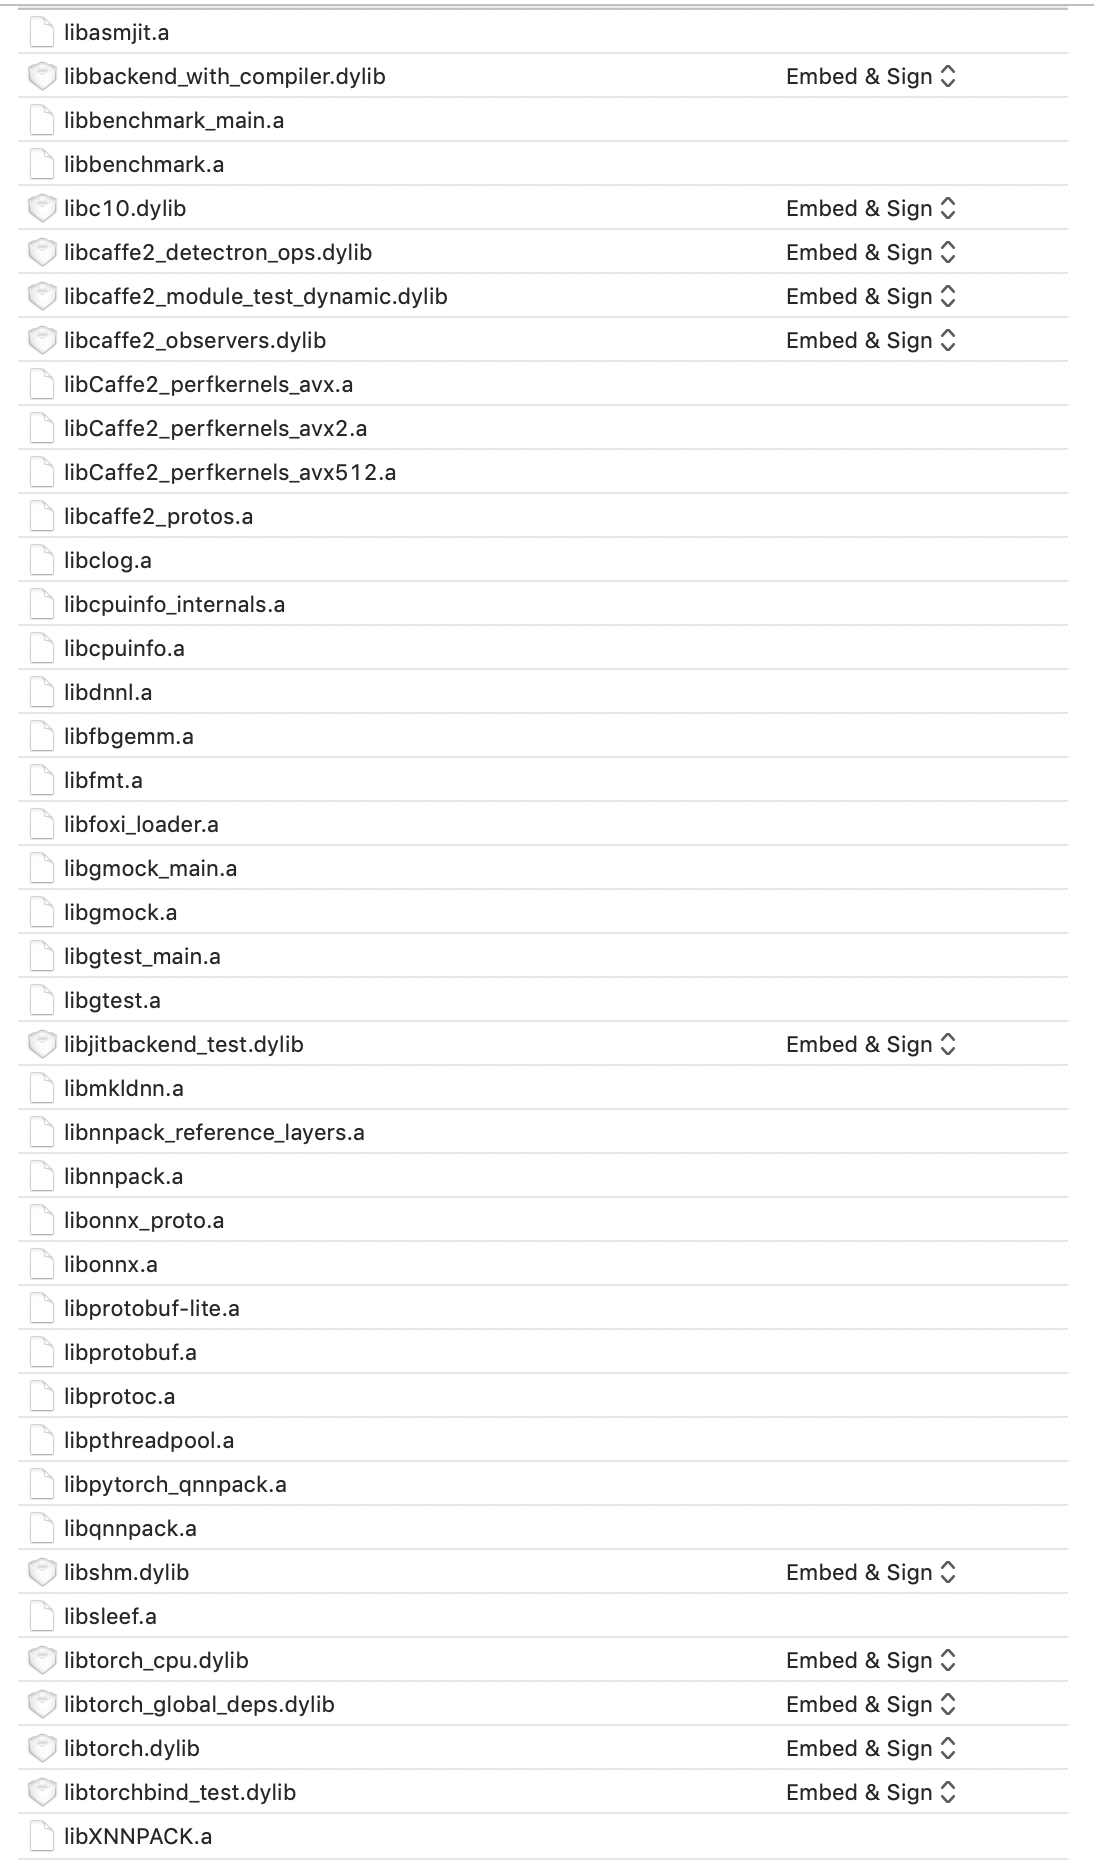 libasmjit.a
libbackend_with_compiler.dylib Embed & Sign
libbenchmark_main.a
libbenchmark.a
libc10.dylib Embed & Sign
libcaffe2_detectron_ops.dylib Embed & Sign
libcaffe2_module_test_dynamic.dylib Embed & Sign
libcaffe2_observers.dylib Embed & Sign
libCaffe2_perfkernels_avx.a
libCaffe2_perfkernels_avx2.a
libCaffe2_perfkernels_avx512.a
libcaffe2_protos.a
libclog.a
libcpuinfo_internals.a
libcpuinfo.a
libdnnl.a
libfbgemm.a
libfmt.a
libfoxi_loader.a
libgmock_main.a
libgmock.a
libgtest_main.a
libgtest.a
libjitbackend_test.dylib Embed & Sign
libmkldnn.a
libnnpack_reference_layers.a
libnnpack.a
libonnx_proto.a
libonnx.a
libprotobuf-lite.a
libprotobuf.a
libprotoc.a
libpthreadpool.a
libpytorch_qnnpack.a
libqnnpack.a
libshm.dylib Embed & Sign
libsleef.a
libtorch_cpu.dylib Embed & Sign
libtorch_global_deps.dylib Embed & Sign
libtorch.dylib Embed & Sign
libtorchbind_test.dylib Embed & Sign
libXNNPACK.a